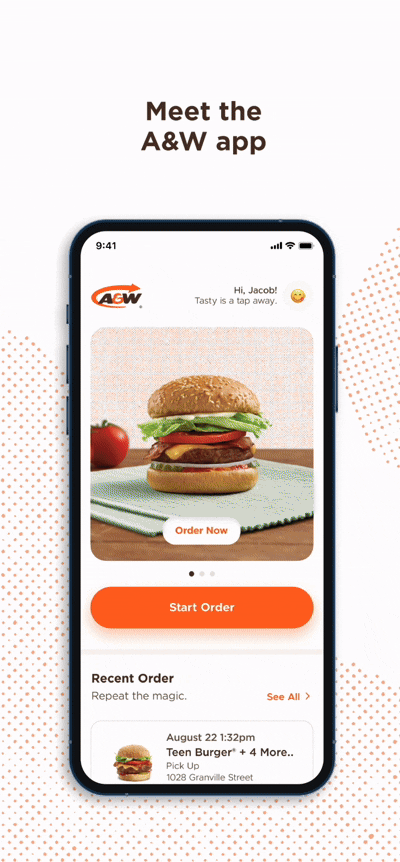 Meet the
A&W app
9:41
A&W®
Hi, Jacob!
Tasty is a tap away.
Order Now
Start Order
Recent Order
Repeat the magic.
See All
August 22 1:32pm
Teen Burger® + 4 More..
Pick Up
1028 Granville Street